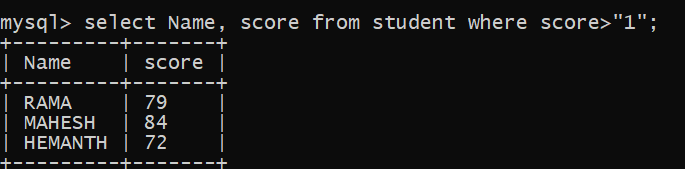 mysql> select Name, score from student where score>"1";
+---------+-------+
| Name    | score |
+---------+-------+
| RAMA    | 79    |
| MAHESH  | 84    |
| HEMANTH | 72    |
+---------+-------+